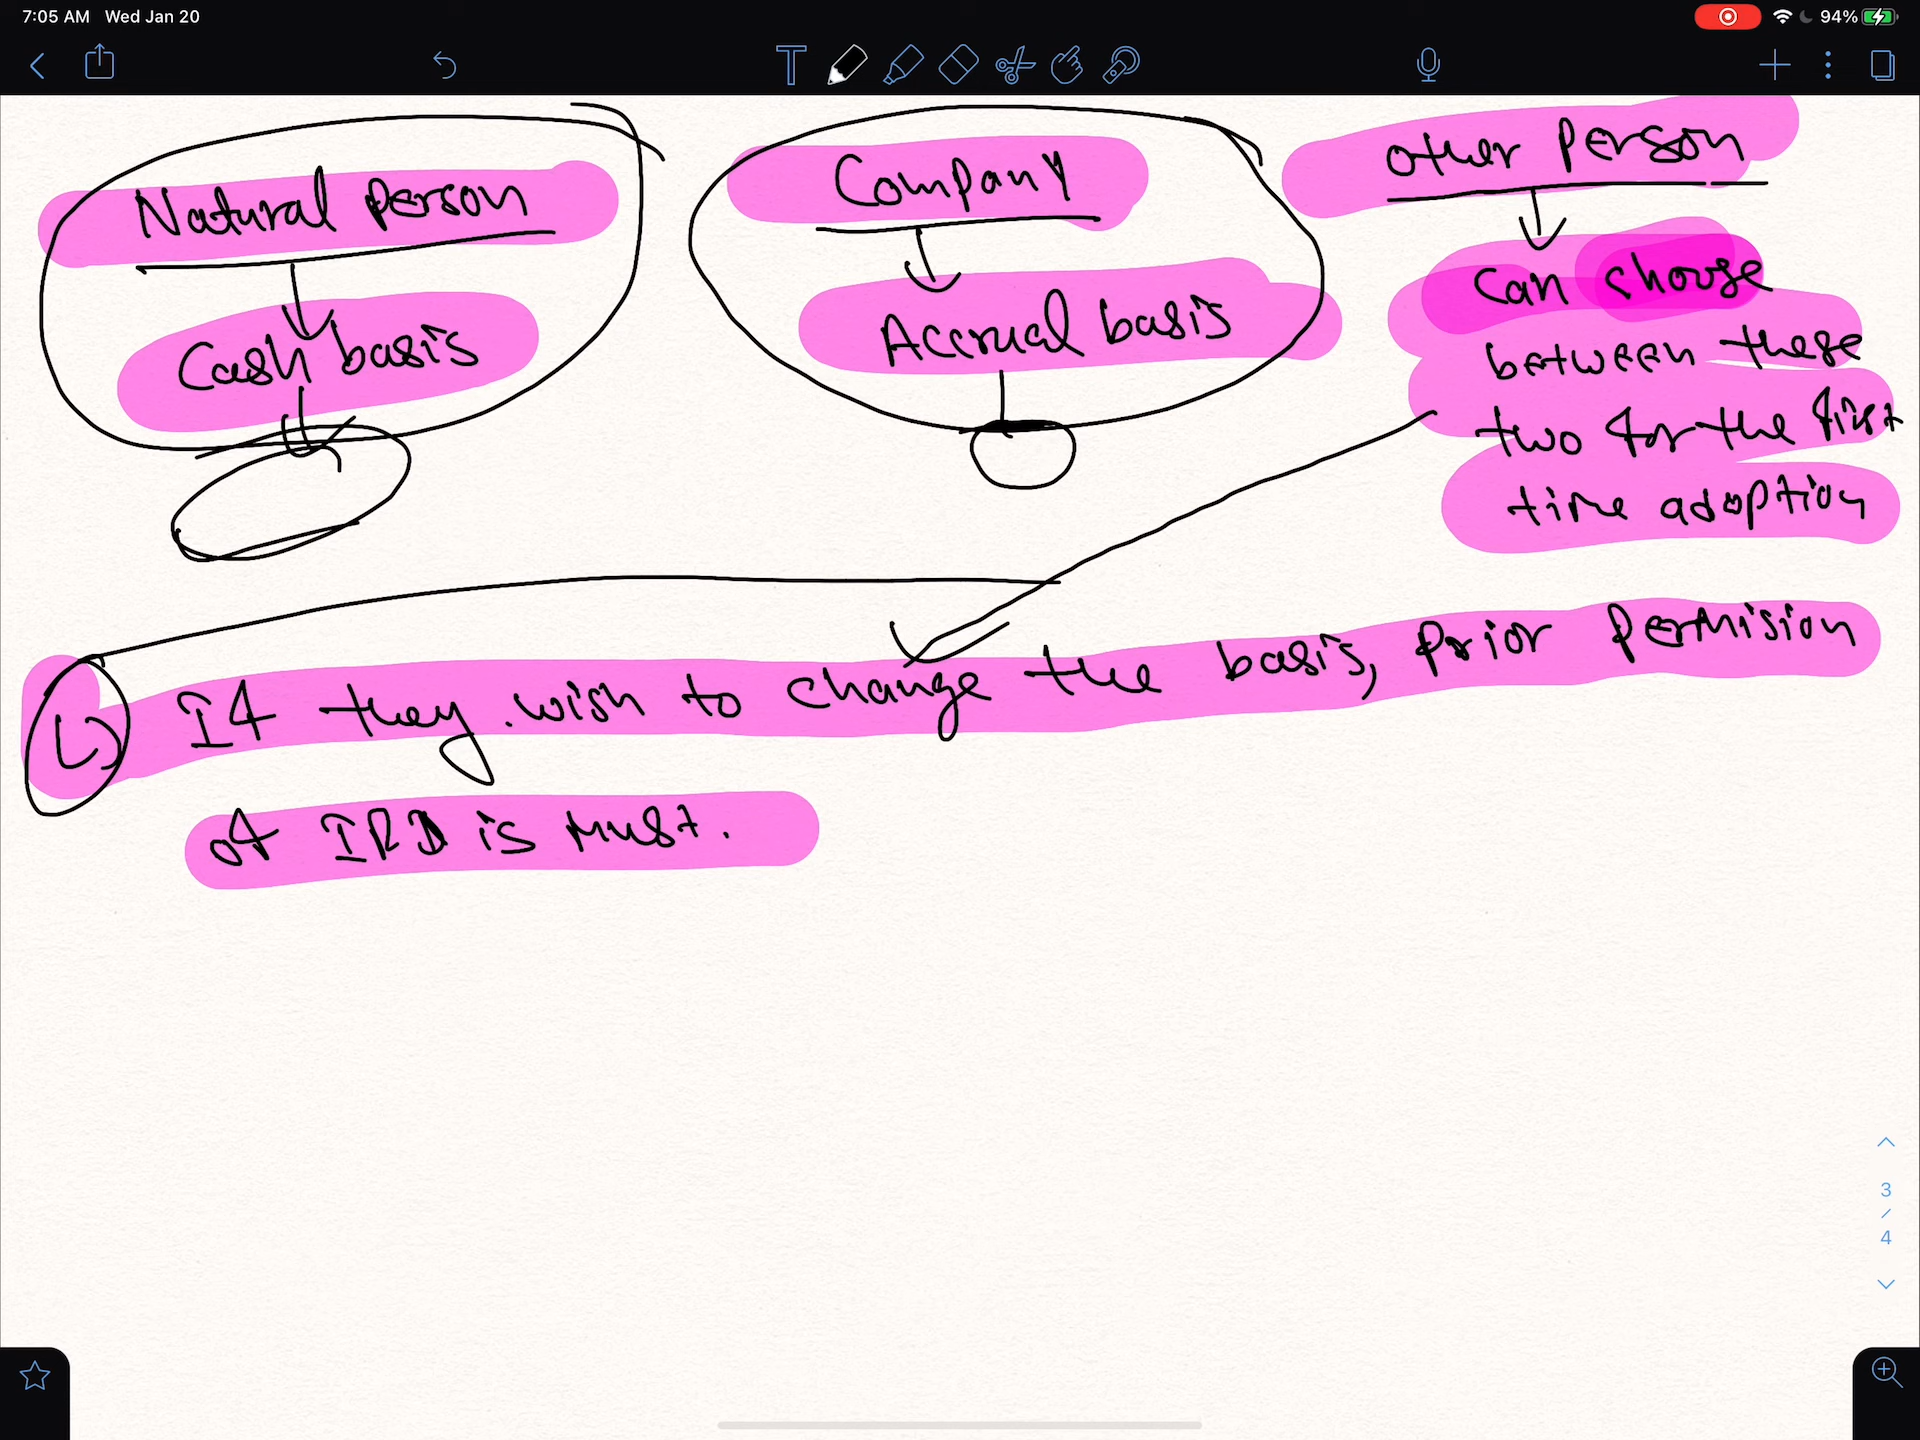 7:05 AM Wed Jan 20
94%
Natural person
Cash basis
Company
Accrual basis
other person
Can choose
between these
two for the first
time adoption
If they wish to change the basis, prior permision
of IRD is must.
3
/
4